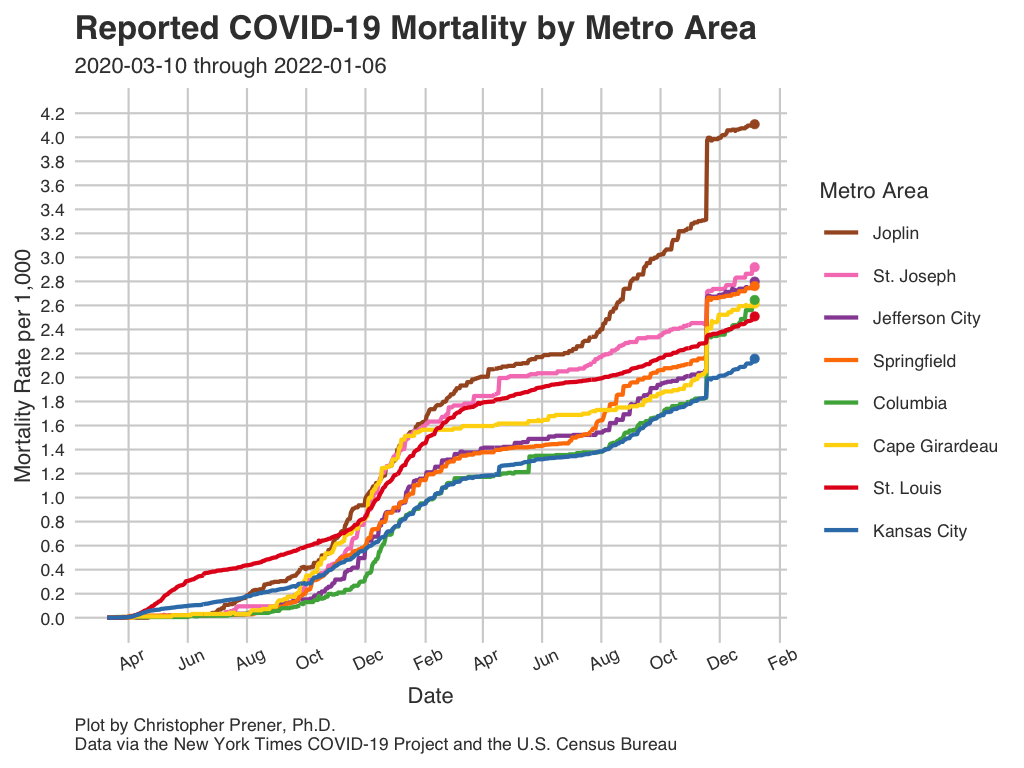 Reported COVID-19 Mortality by Metro Area
2020-03-10 through 2022-01-06
Mortality Rate per 1,000
4.2
4.0
3.8
3.6
3.4
3.2
3.0
2.8
2.6
2.4
2.2
2.0
1.8
1.6
1.4
1.2
1.0
0.8
0.6
0.4
0.2
0.0
Apr Jun Aug Oct Dec Feb Apr Jun Aug Oct Dec Feb
Date
Metro Area
Joplin
St. Joseph
Jefferson City
Springfield
Columbia
Cape Girardeau
St. Louis
Kansas City
Plot by Christopher Prener, Ph.D.
Data via the New York Times COVID-19 Project and the U.S. Census Bureau